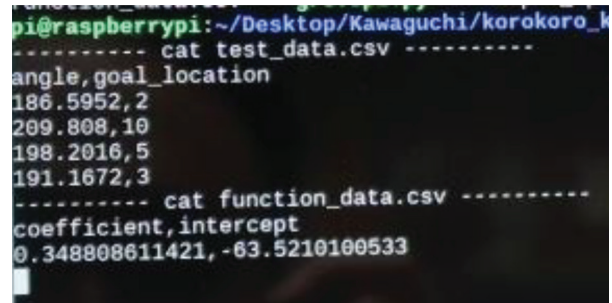 pi@raspberrypi:~/Desktop/Kawaguchi/korokoro_k
---------- cat test_data.csv ----------
angle,goal_location
186.5952,2
209.808,10
198.2016,5
191.1672,3
---------- cat function_data.csv ----------
coefficient,intercept
0.348808611421,-63.5210100533